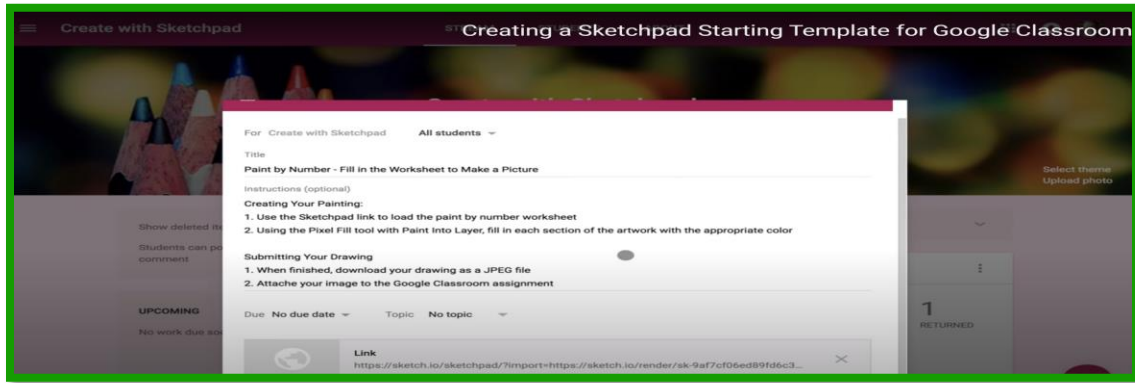 Create with Sketchpad
Creating a Sketchpad Starting Template for Google Classroom
For Create with Sketchpad All students
Title
Paint by Number - Fill in the Worksheet to Make a Picture
Instructions (optional)
Creating Your Painting:
1. Use the Sketchpad link to load the paint by number worksheet
2. Using the Pixel Fill tool with Paint Into Layer, fill in each section of the artwork with the appropriate color
Submitting Your Drawing
1. When finished, download your drawing as a JPEG file
2. Attache your image to the Google Classroom assignment
Due No due date Topic No topic
Link
https://sketch.io/sketchpad/?import=https://sketch.io/render/sk-9af7cf06ed89fd6c3...
Select theme
Upload photo
Show deleted
Students can
comment
UPCOMING
No work due
1
RETURNED